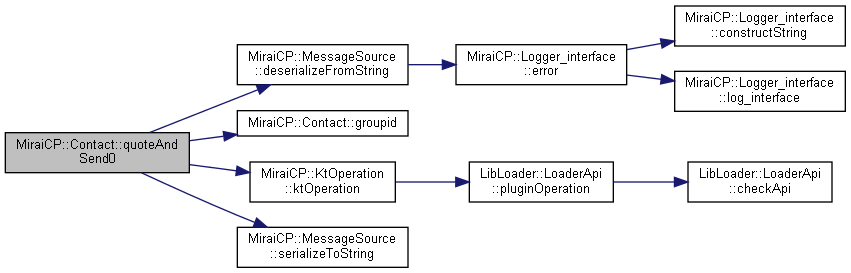 MiraiCP::Contact::quoteAnd
Send0
MiraiCP::MessageSource
::deserializeFromString
MiraiCP::Contact::groupid
MiraiCP::KtOperation
::ktOperation
MiraiCP::MessageSource
::serializeToString
MiraiCP::Logger_interface
::error
LibLoader::LoaderApi
::pluginOperation
MiraiCP::Logger_interface
::constructString
MiraiCP::Logger_interface
::log_interface
LibLoader::LoaderApi
::checkApi